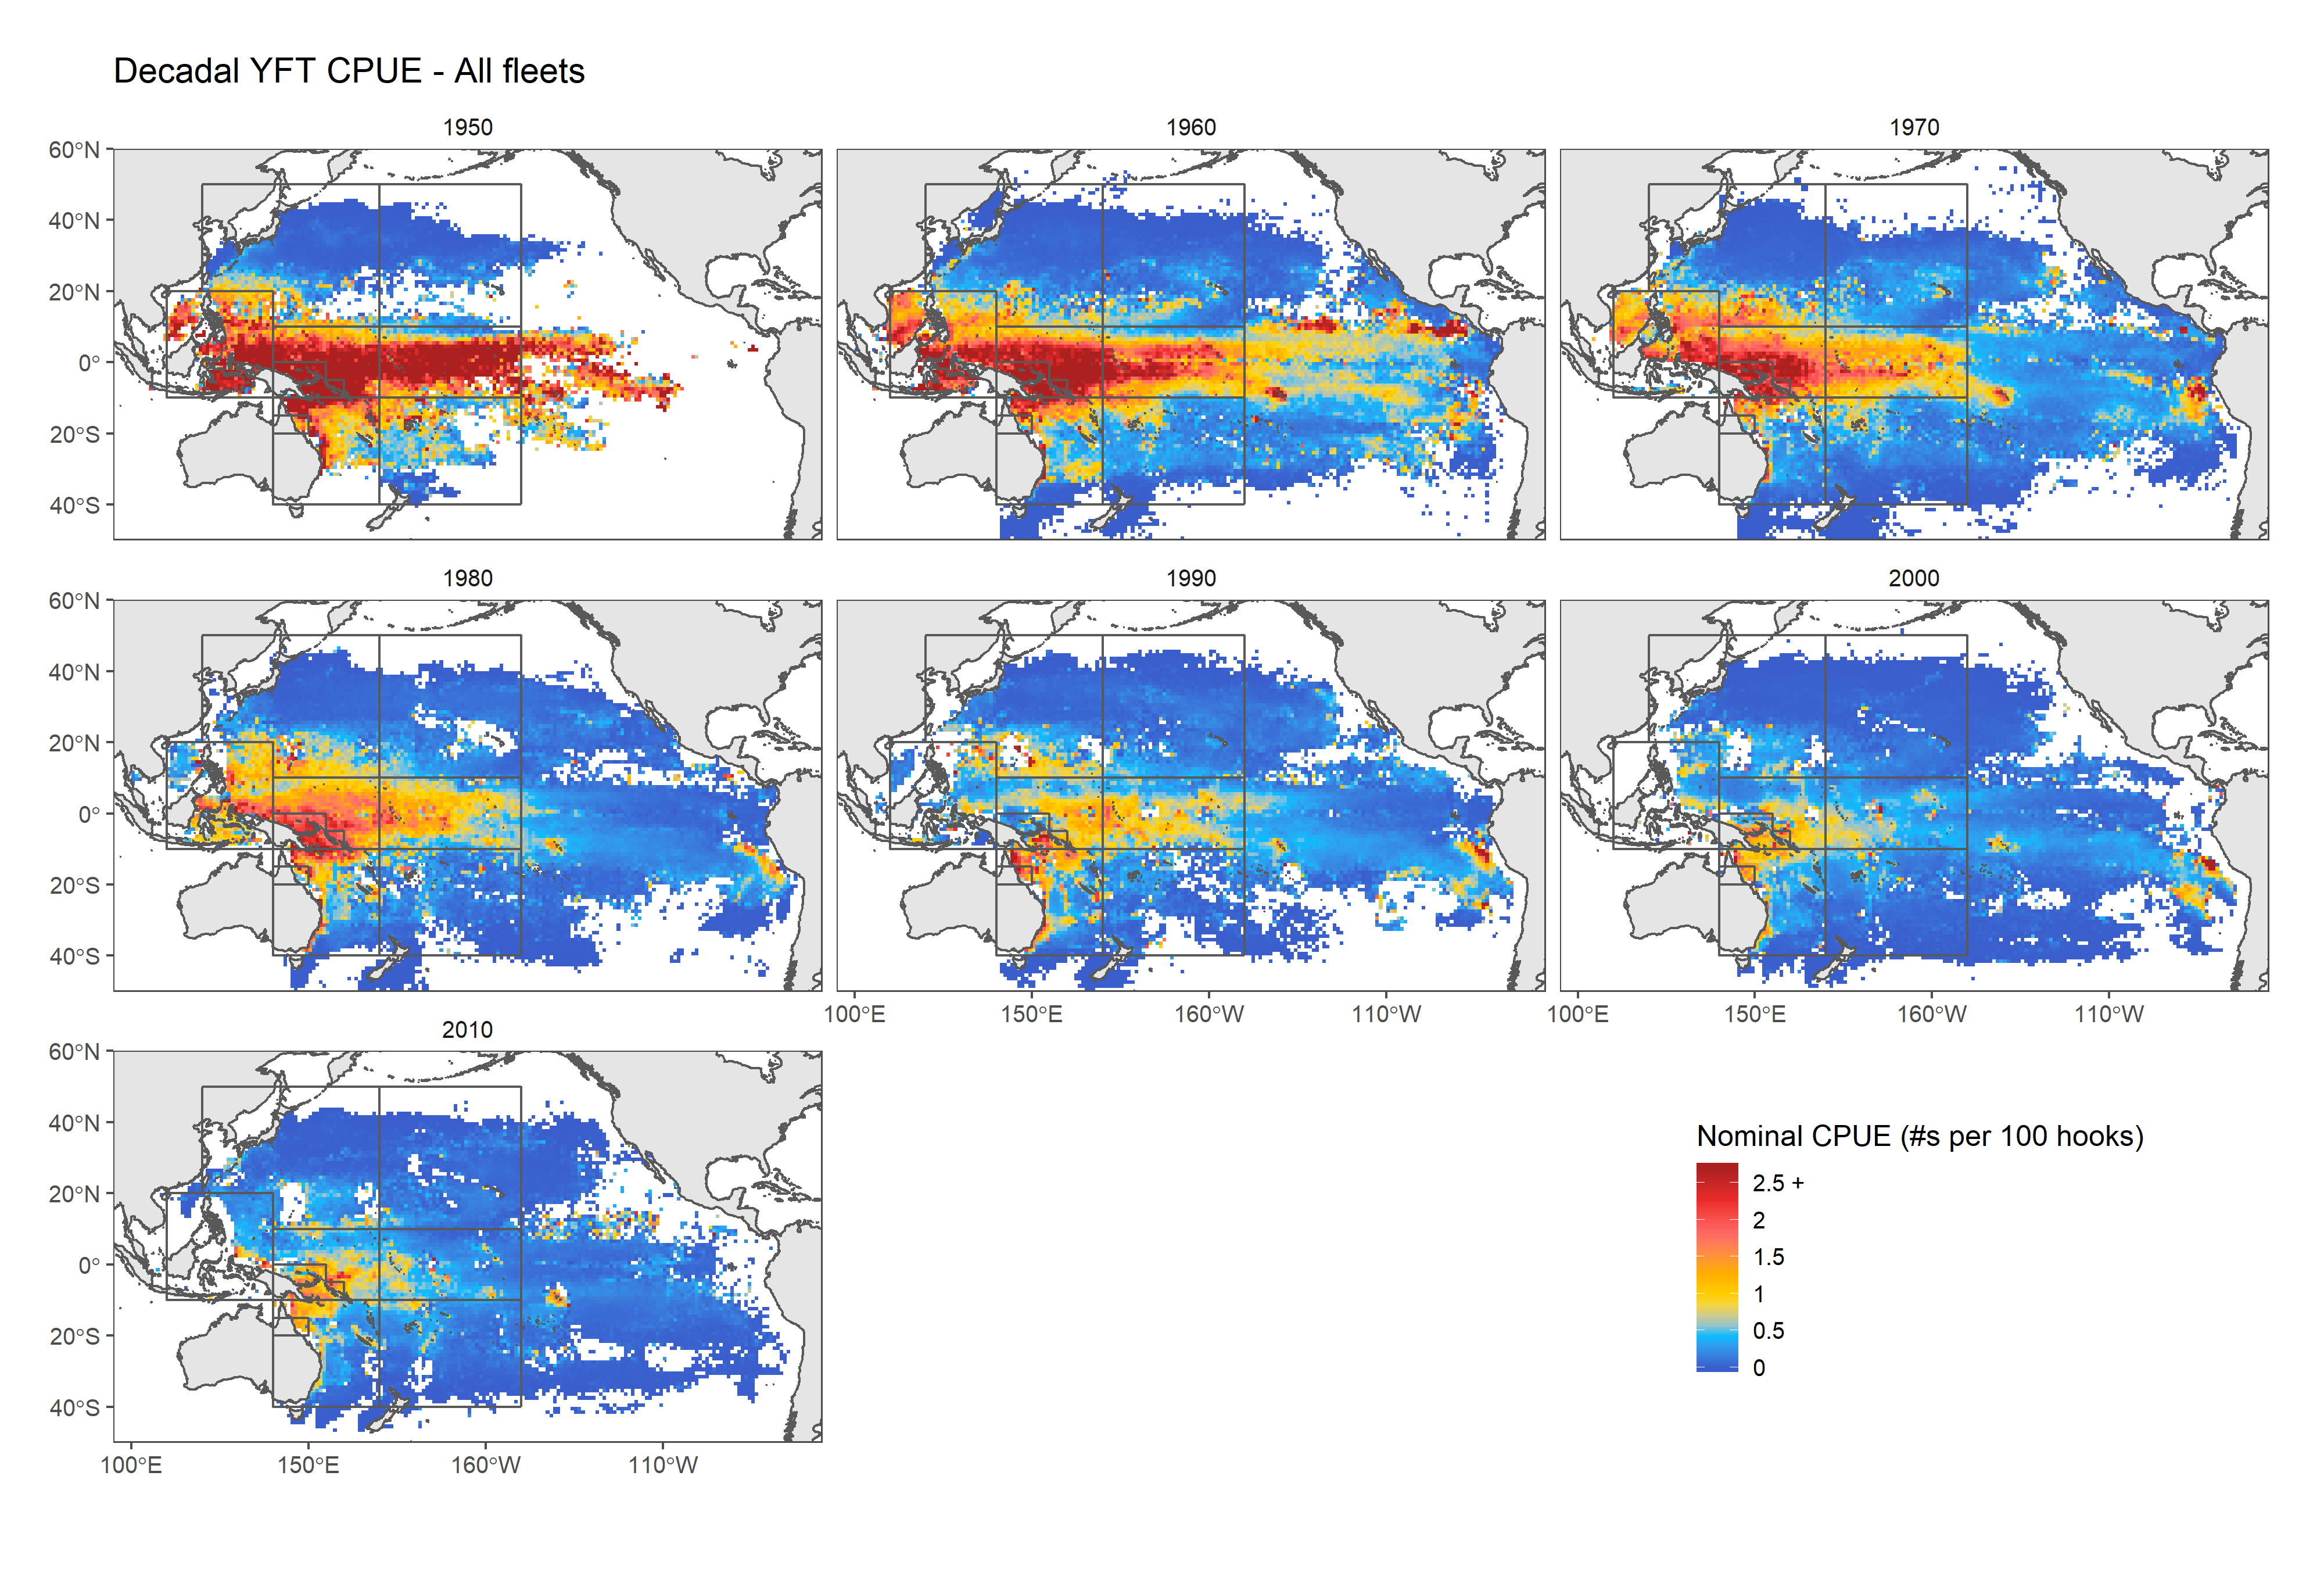 Decadal YFT CPUE - All fleets
1950
1960
1970
60°N
40°N
20°N
0°
20°S
40°S
1980
1990
2000
60°N
40°N
20°N
0°
20°S
40°S
100°E 150°E 160°W 110°W
100°E 150°E 160°W 110°W
2010
60°N
40°N
20°N
0°
20°S
40°S
100°E 150°E 160°W 110°W
Nominal CPUE (#s per 100 hooks)
2.5 +
2
1.5
1
0.5
0